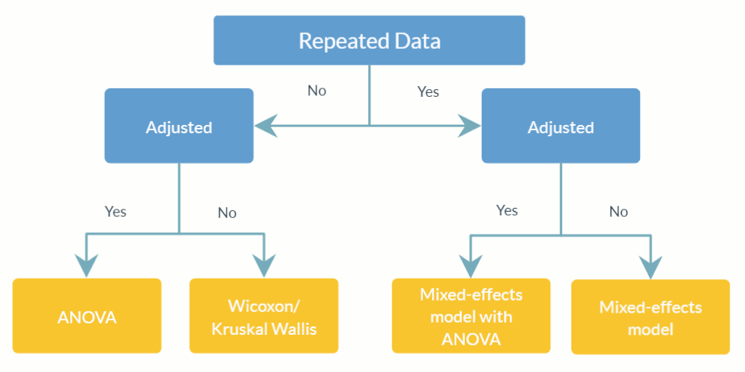 Repeated Data
No
Yes
Adjusted
Adjusted
Yes
No
Yes
No
ANOVA
Wicoxon/
Kruskal Wallis
Mixed-effects
model with
ANOVA
Mixed-effects
model